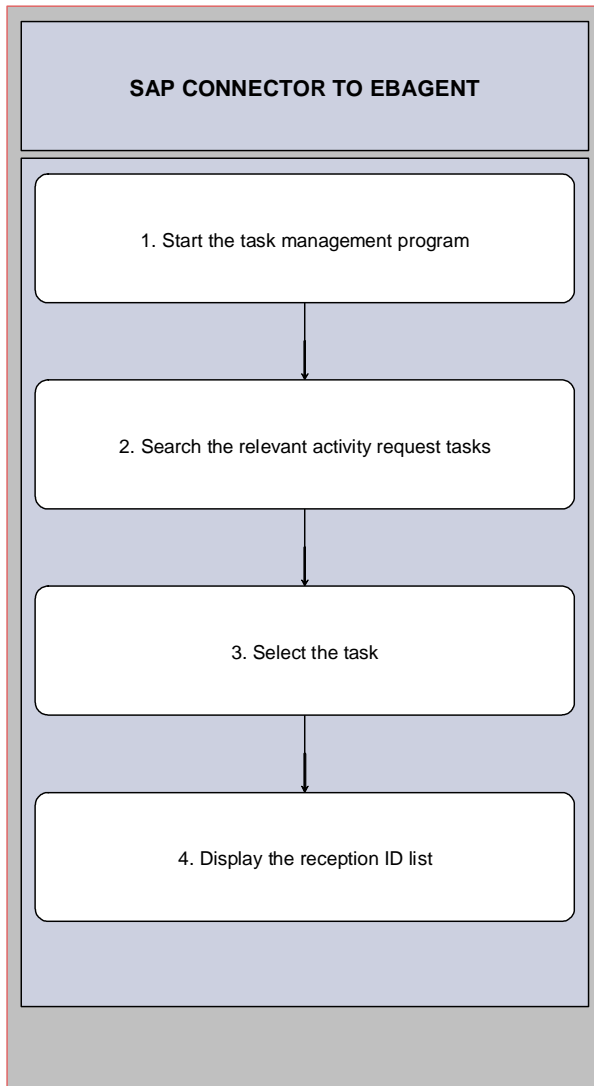 SAP CONNECTOR TO EBAGENT
1. Start the task management program
2. Search the relevant activity request tasks
3. Select the task
4. Display the reception ID list